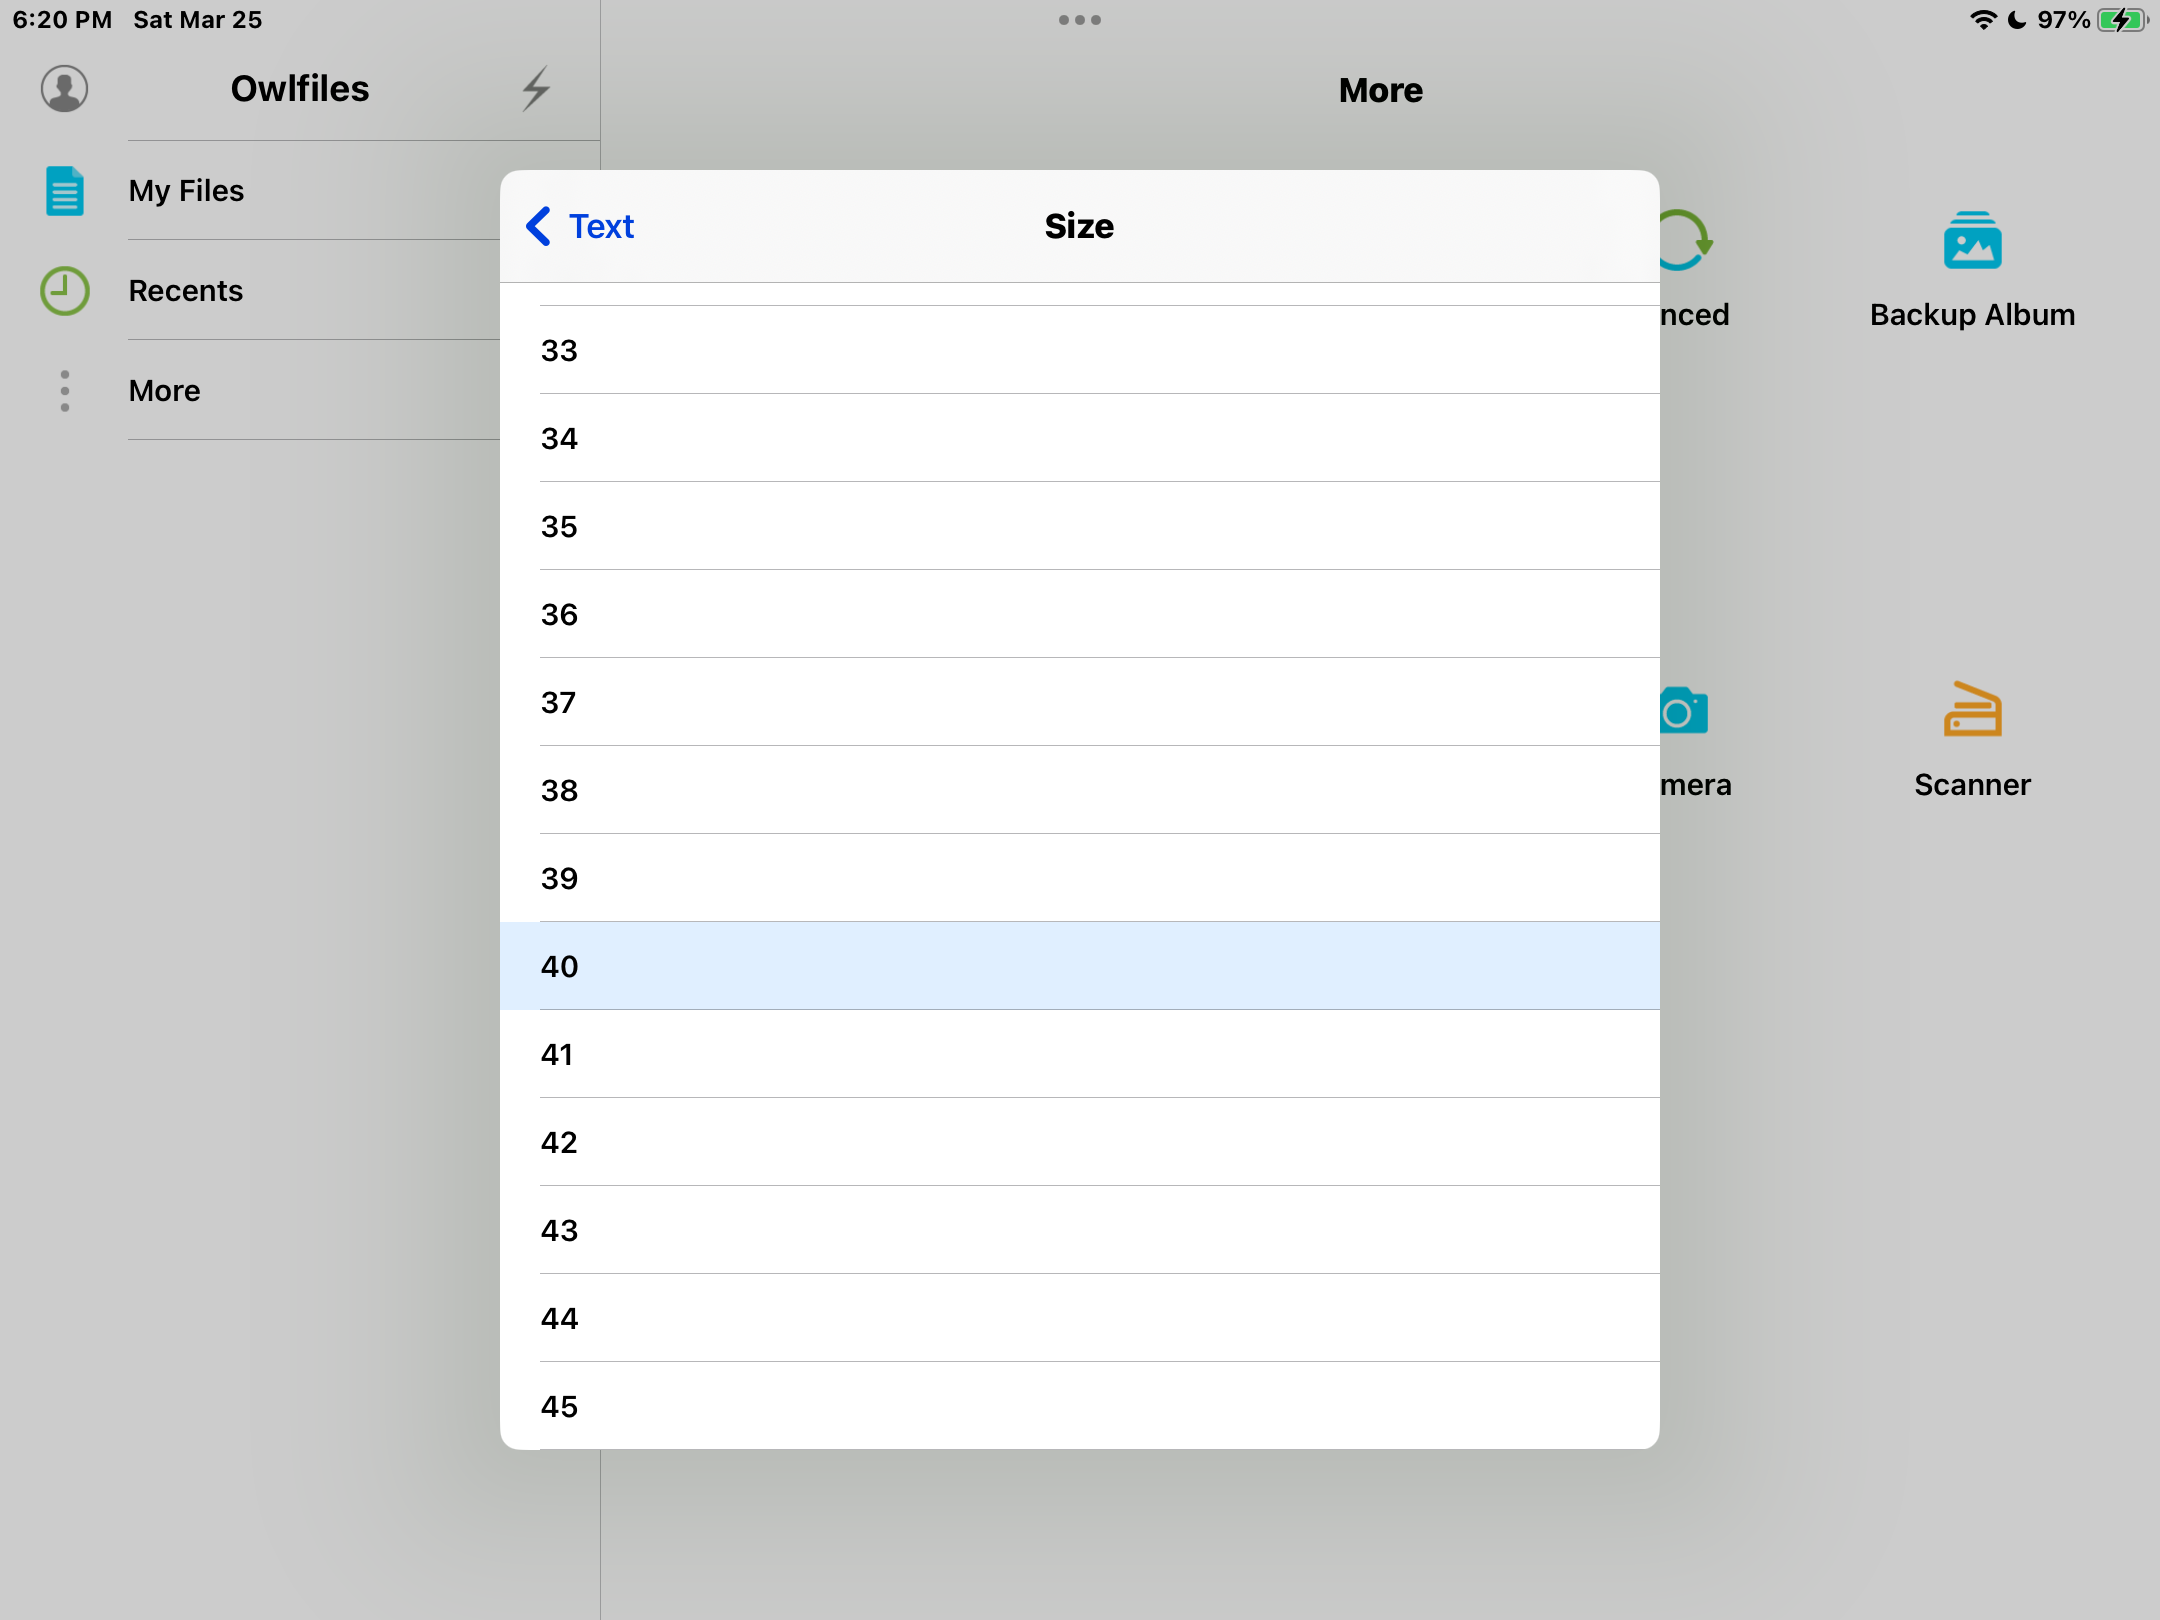 6:20 PM Sat Mar 25
97%
Owlfiles
My Files
Recents
More
More
Text
Size
33
34
35
36
37
38
39
40
41
42
43
44
45
nced
Backup Album
mera
Scanner